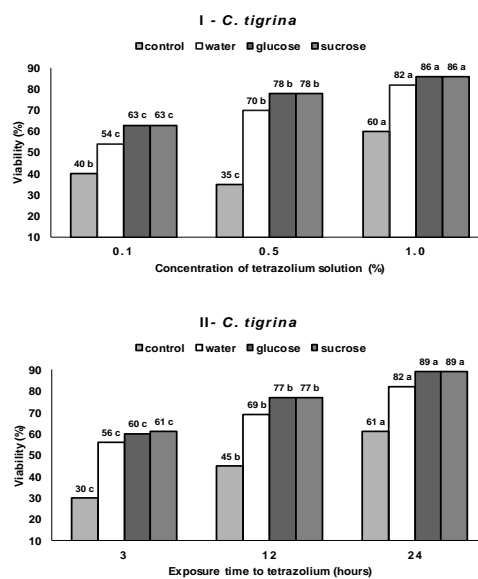 I - C. tigrina
control water glucose sucrose
Viability (%)
90
80
70
60
50
40
30
20
10
40 b 54 c 63 c 63 c 35 c 70 b 78 b 78 b 60 a 82 a 86 a 86 a
0.1 0.5 1.0
Concentration of tetrazolium solution (%)
II- C. tigrina
control water glucose sucrose
Viability (%)
90
80
70
60
50
40
30
20
10
30 c 56 c 60 c 61 c 45 b 69 b 77 b 77 b 61 a 82 a 89 a 89 a
3 12 24
Exposure time to tetrazolium (hours)